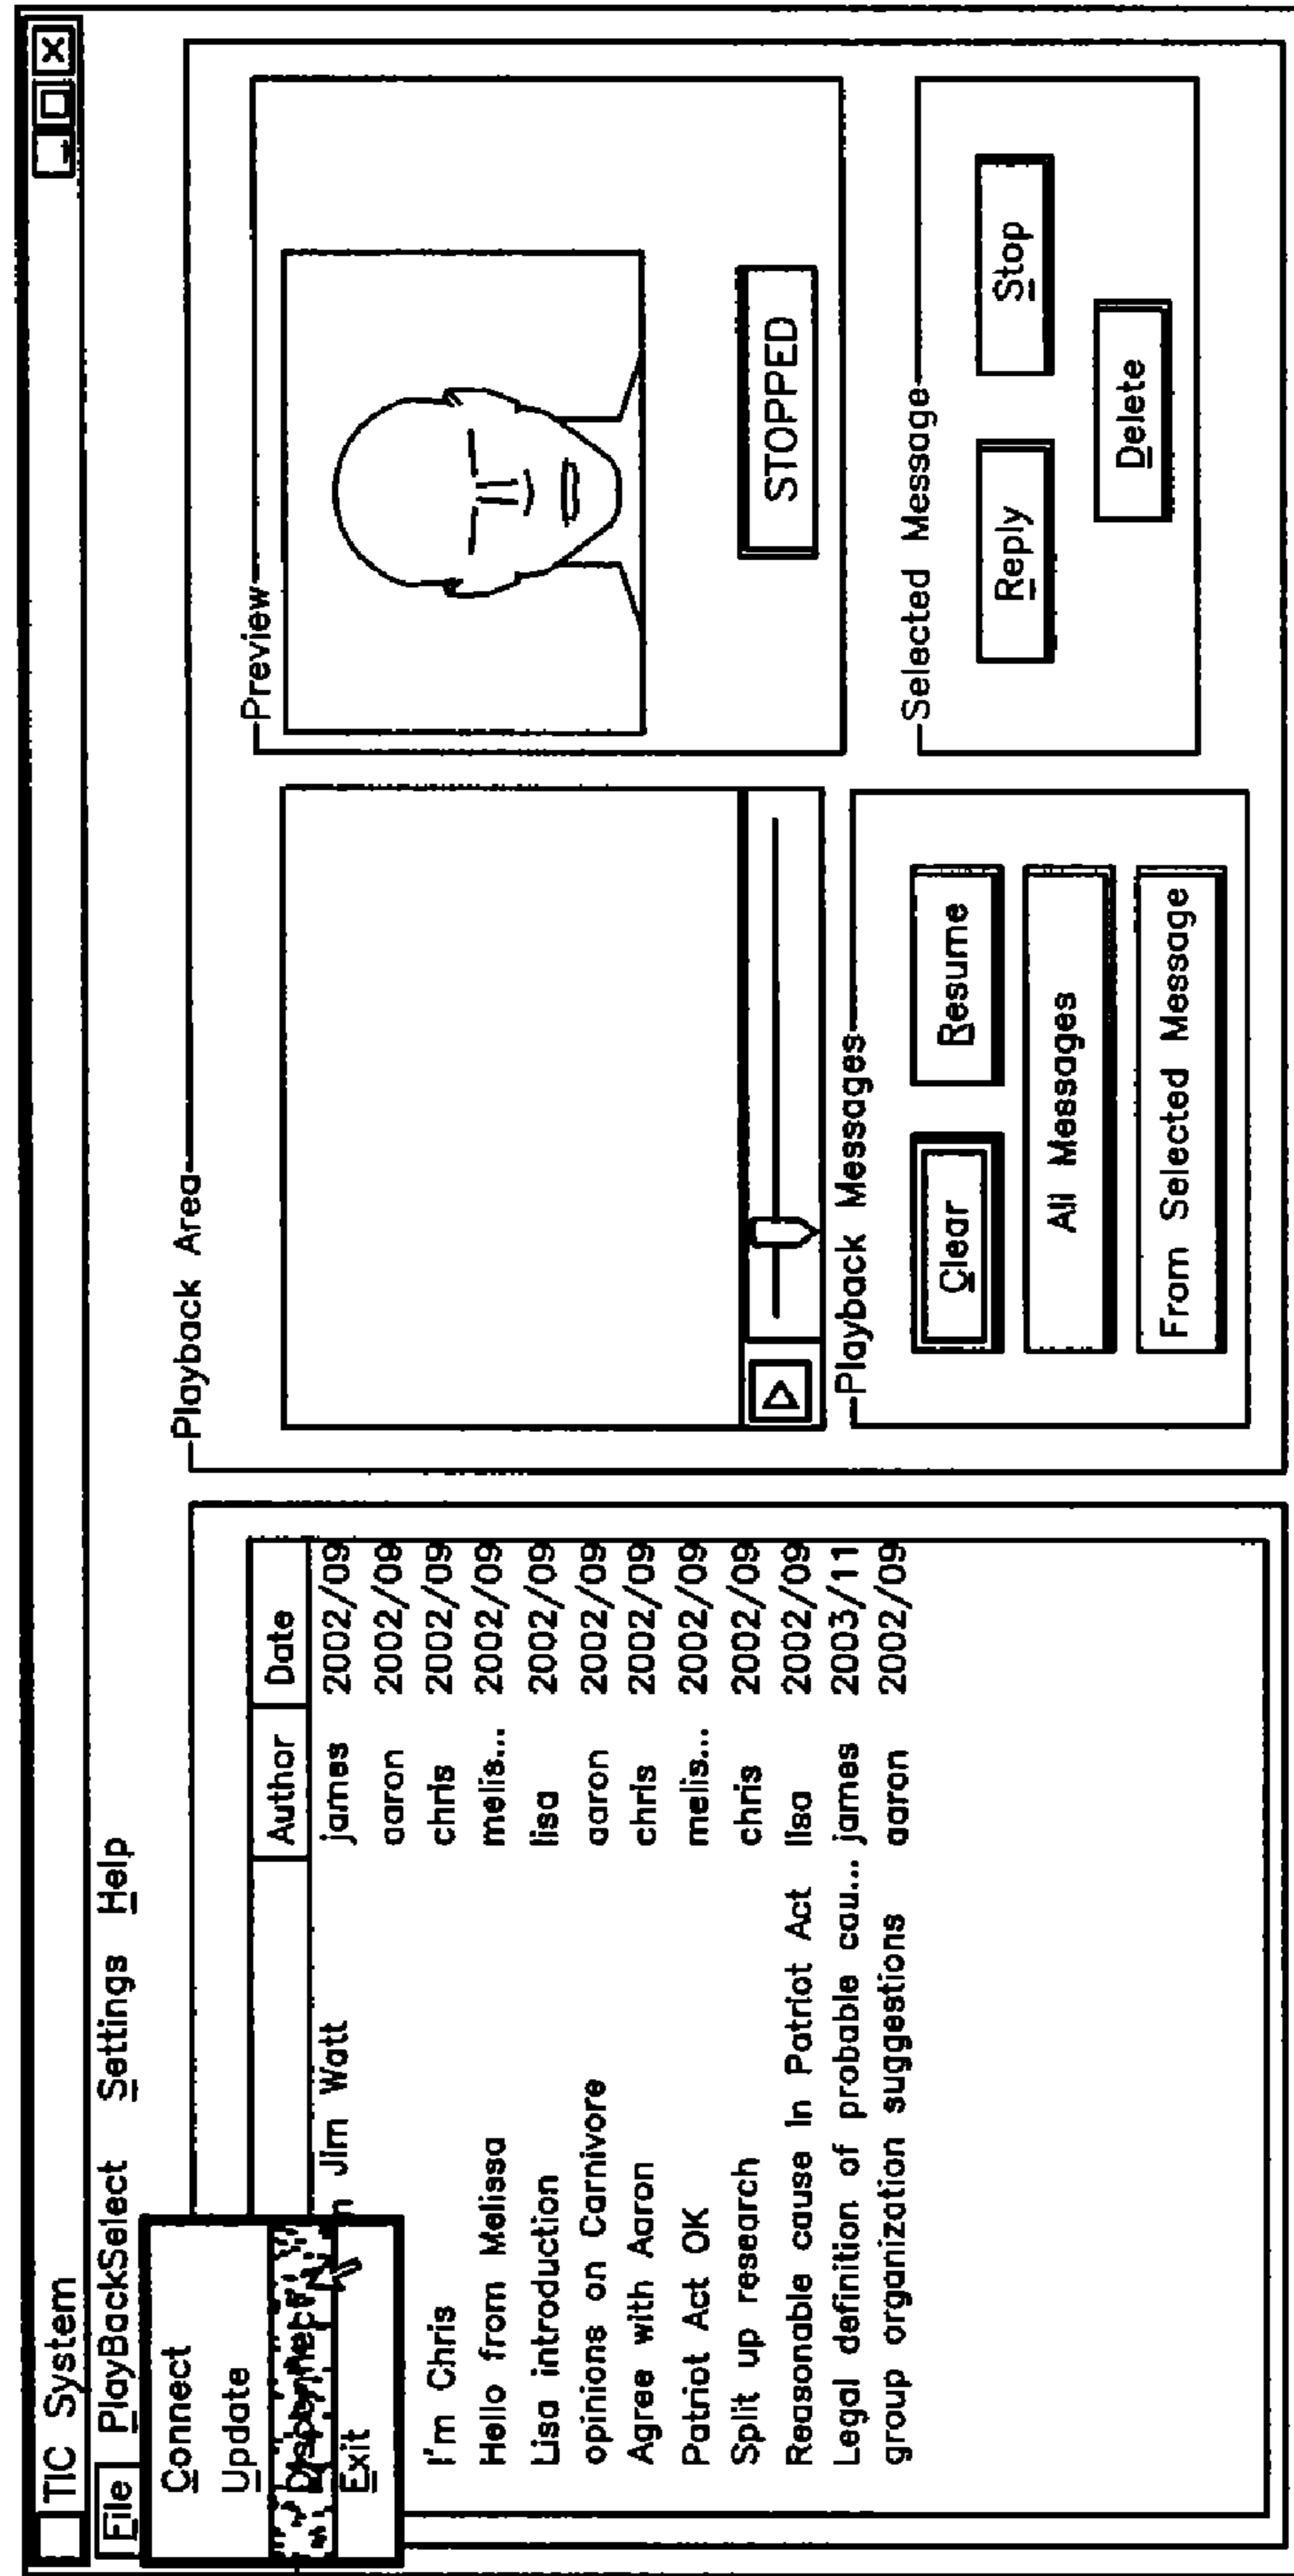 TIC System
File PlayBackSelect Settings Help
Connect
Update
Disconnect
Exit
Author Date
Jim Watt james 2002/09
aaron 2002/09
I'm Chris chris 2002/09
Hello from Melissa melis... 2002/09
Lisa introduction lisa 2002/09
opinions on Carnivore aaron 2002/09
Agree with Aaron chris 2002/09
Patriot Act OK melis... 2002/09
Split up research chris 2002/09
Reasonable cause in Patriot Act lisa 2002/09
Legal definition of probable cau... james 2003/11
group organization suggestions aaron 2002/09
Playback Area
Preview
STOPPED
Playback Messages
Clear Resume
All Messages
From Selected Message
Selected Message
Reply Stop
Delete